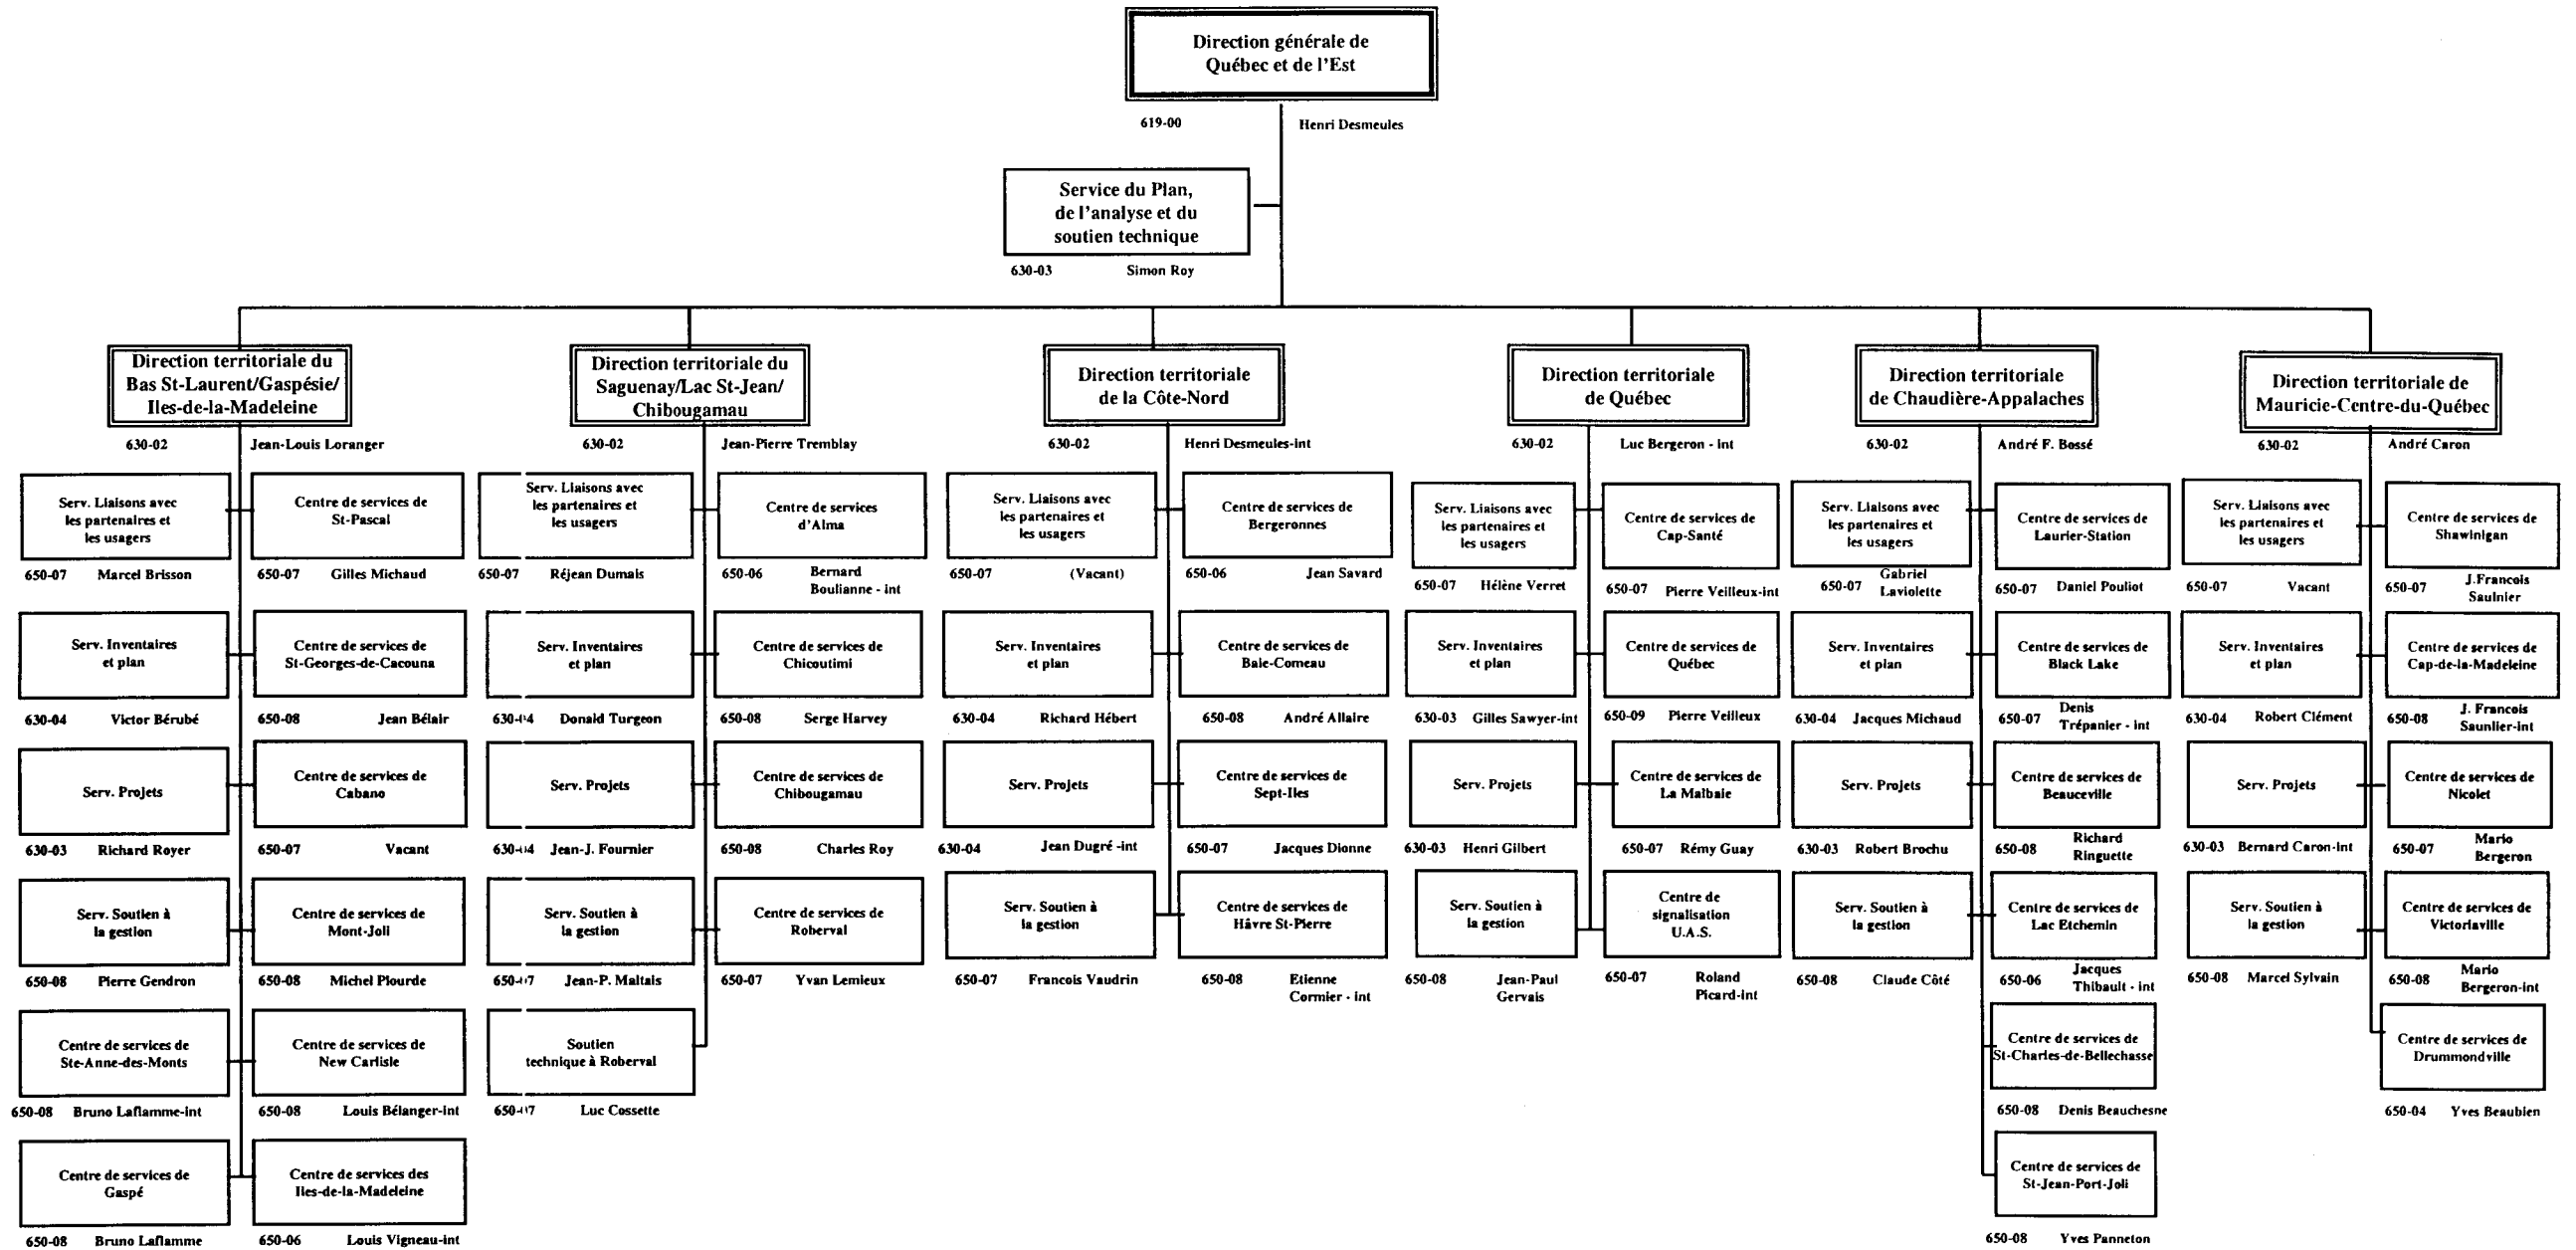 Direction générale de
Québec et de l'Est
619-00 Henri Desmeules
Service du Plan,
de l'analyse et du
soutien technique
630-03 Simon Roy
Direction territoriale du
Bas St-Laurent/Gaspésie/
Iles-de-la-Madeleine
630-02 Jean-Louis Loranger
Serv. Liaisons avec
les partenaires et
les usagers
650-07 Marcel Brisson
Centre de services de
St-Pascal
650-07 Gilles Michaud
Serv. Inventaires
et plan
630-04 Victor Bérubé
Centre de services de
St-Georges-de-Cacouna
650-08 Jean Bélair
Serv. Projets
630-03 Richard Royer
Centre de services de
Cabano
650-07 Vacant
Serv. Soutien à
la gestion
650-08 Pierre Gendron
Centre de services de
Mont-Joli
650-08 Michel Plourde
Centre de services de
Ste-Anne-des-Monts
650-08 Bruno Laflamme-int
Centre de services de
New Carlisle
650-08 Louis Bélanger-int
Centre de services de
Gaspé
650-08 Bruno Laflamme
Centre de services des
Iles-de-la-Madeleine
650-06 Louis Vigneau-int
Direction territoriale du
Saguenay/Lac St-Jean/
Chibougamau
630-02 Jean-Pierre Tremblay
Serv. Liaisons avec
les partenaires et
les usagers
650-07 Réjean Dumais
Centre de services
d'Alma
650-06 Bernard
Boulianne - int
Serv. Inventaires
et plan
630-04 Donald Turgeon
Centre de services de
Chicoutimi
650-08 Serge Harvey
Serv. Projets
630-04 Jean-J. Fournier
Centre de services de
Chibougamau
650-08 Charles Roy
Serv. Soutien à
la gestion
650-07 Jean-P. Maltais
Centre de services de
Roberval
650-07 Yvan Lemieux
Soutien
technique à Roberval
650-07 Luc Cossette
Direction territoriale
de la Côte-Nord
630-02 Henri Desmeules-int
Serv. Liaisons avec
les partenaires et
les usagers
650-07 (Vacant)
Centre de services de
Bergeronnes
650-06 Jean Savard
Serv. Inventaires
et plan
630-04 Richard Hébert
Centre de services de
Baie-Comeau
650-08 André Allaire
Serv. Projets
630-04 Jean Dugré -int
Centre de services de
Sept-Iles
650-07 Jacques Dionne
Serv. Soutien à
la gestion
650-07 Francois Vaudrin
Centre de services de
Hâvre St-Pierre
650-08 Etienne
Cormier - int
Direction territoriale
de Québec
630-02 Luc Bergeron - int
Serv. Liaisons avec
les partenaires et
les usagers
650-07 Hélène Verret
Centre de services de
Cap-Santé
650-07 Pierre Veilleux-int
Serv. Inventaires
et plan
630-03 Gilles Sawyer-int
Centre de services de
Québec
650-09 Pierre Veilleux
Serv. Projets
630-03 Henri Gilbert
Centre de services de
La Malbaie
650-07 Rémy Guay
Serv. Soutien à
la gestion
650-08 Jean-Paul
Gervais
Centre de
signalisation
U.A.S.
650-07 Roland
Picard-int
Direction territoriale
de Chaudière-Appalaches
630-02 André F. Bossé
Serv. Liaisons avec
les partenaires et
les usagers
650-07 Gabriel
Laviolette
Centre de services de
Laurier-Station
650-07 Daniel Pouliot
Serv. Inventaires
et plan
630-04 Jacques Michaud
Centre de services de
Black Lake
650-07 Denis
Trépanier - int
Serv. Projets
630-03 Robert Brochu
Centre de services de
Beauceville
650-08 Richard
Ringuette
Serv. Soutien à
la gestion
650-08 Claude Côté
Centre de services de
Lac Etchemin
650-06 Jacques
Thibault - int
Centre de services de
St-Charles-de-Bellechasse
650-08 Denis Beauchesne
Centre de services de
St-Jean-Port-Joli
650-08 Yves Panneton
Direction territoriale de
Mauricie-Centre-du-Québec
630-02 André Caron
Serv. Liaisons avec
les partenaires et
les usagers
650-07 Vacant
Centre de services de
Shawinigan
650-07 J.Francois
Saulnier
Serv. Inventaires
et plan
630-04 Robert Clément
Centre de services de
Cap-de-la-Madeleine
650-08 J. Francois
Saunlier-int
Serv. Projets
630-03 Bernard Caron-int
Centre de services de
Nicolet
650-07 Mario
Bergeron
Serv. Soutien à
la gestion
650-08 Marcel Sylvain
Centre de services de
Victoriaville
650-08 Mario
Bergeron-int
Centre de services de
Drummondville
650-04 Yves Beaubien